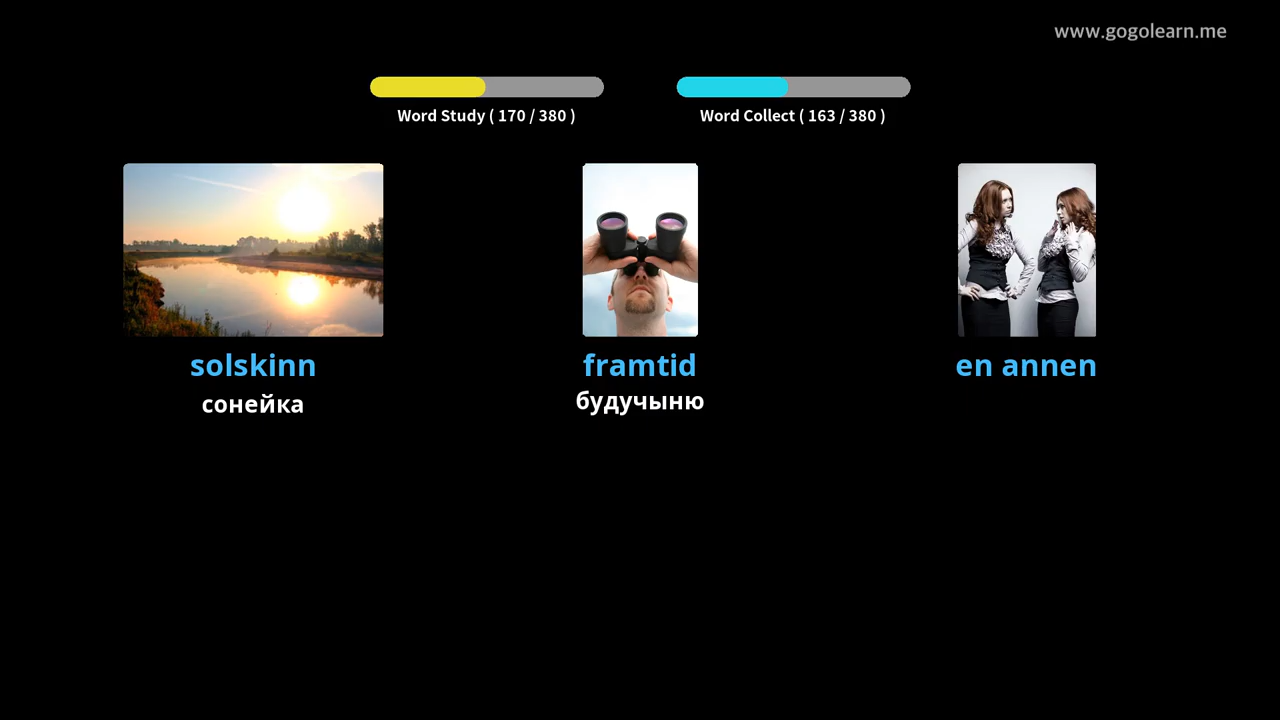 www.gogolearn.me
Word Study ( 170 / 380 )
Word Collect ( 163 / 380 )
solskinn
framtid
en annen
сонейка
будучыню